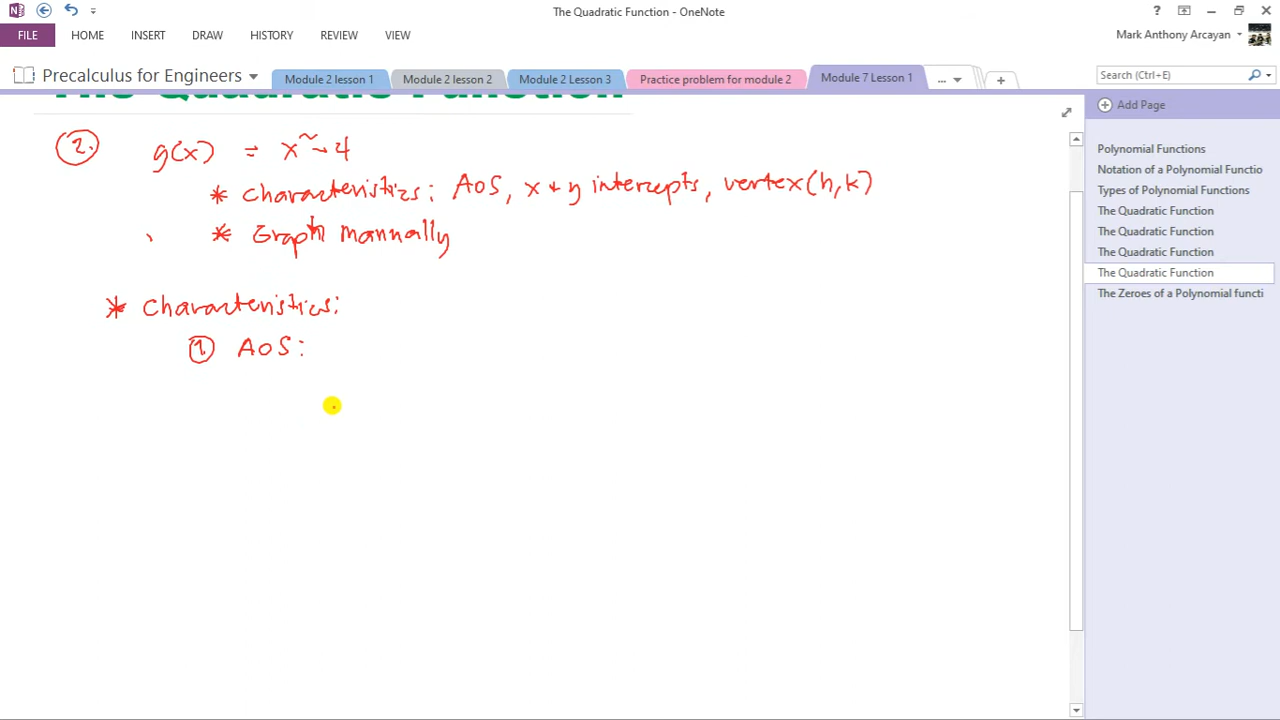 The Quadratic Function - OneNote
FILE HOME INSERT DRAW HISTORY REVIEW VIEW
Mark Anthony Arcayan
Precalculus for Engineers
Module 2 lesson 1
Module 2 lesson 2
Module 2 Lesson 3
Practice problem for module 2
Module 7 Lesson 1
...
Search (Ctrl+E)
The Quadratic Function
2. g(x) = x² - 4
* Characteristics: AoS, x + y intercepts, vertex (h, k)
* Graph Mannally
* Characteristics:
1. AoS:
Add Page
Polynomial Functions
Notation of a Polynomial Functio
Types of Polynomial Functions
The Quadratic Function
The Quadratic Function
The Quadratic Function
The Quadratic Function
The Zeroes of a Polynomial functi